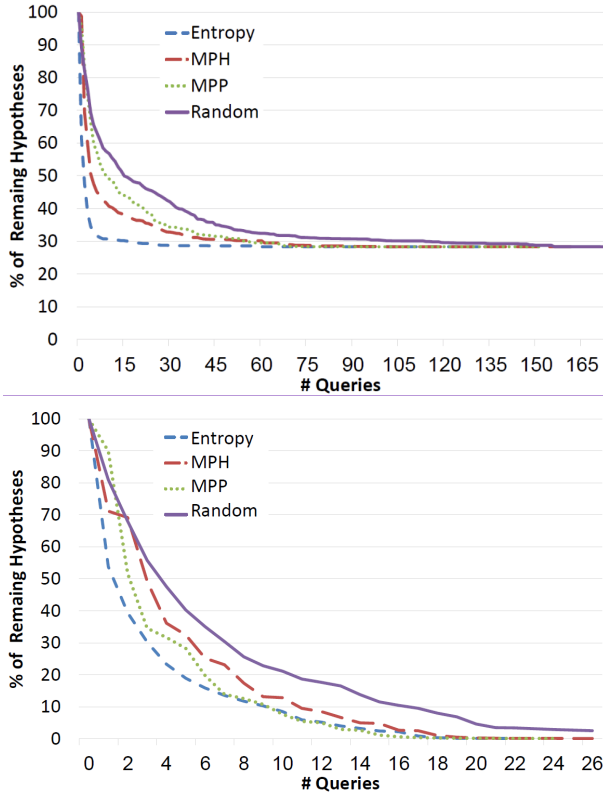 100
90
80
70
60
50
40
30
20
10
0
% of Remaing Hypotheses
Entropy
MPH
MPP
Random
0 15 30 45 60 75 90 105 120 135 150 165
# Queries
100
90
80
70
60
50
40
30
20
10
0
% of Remaing Hypotheses
Entropy
MPH
MPP
Random
0 2 4 6 8 10 12 14 16 18 20 22 24 26
# Queries